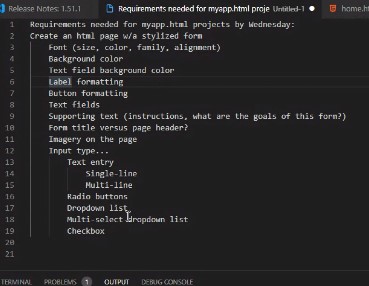 Release Notes: 1.51.1
Requirements needed for myapp.html proje Untitled-1
home.ht
1 Requirements needed for myapp.html projects by Wednesday:
2 Create an html page w/a stylized form
3 Font (size, color, family, alignment)
4 Background color
5 Text field background color
6 Label formatting
7 Button formatting
8 Text fields
9 Supporting text (instructions, what are the goals of this form?)
10 Form title versus page header?
11 Imagery on the page
12 Input type...
13 Text entry
14 Single-line
15 Multi-line
16 Radio buttons
17 Dropdown list
18 Multi-select dropdown list
19 Checkbox
20
21
TERMINAL PROBLEMS 1 OUTPUT DEBUG CONSOLE